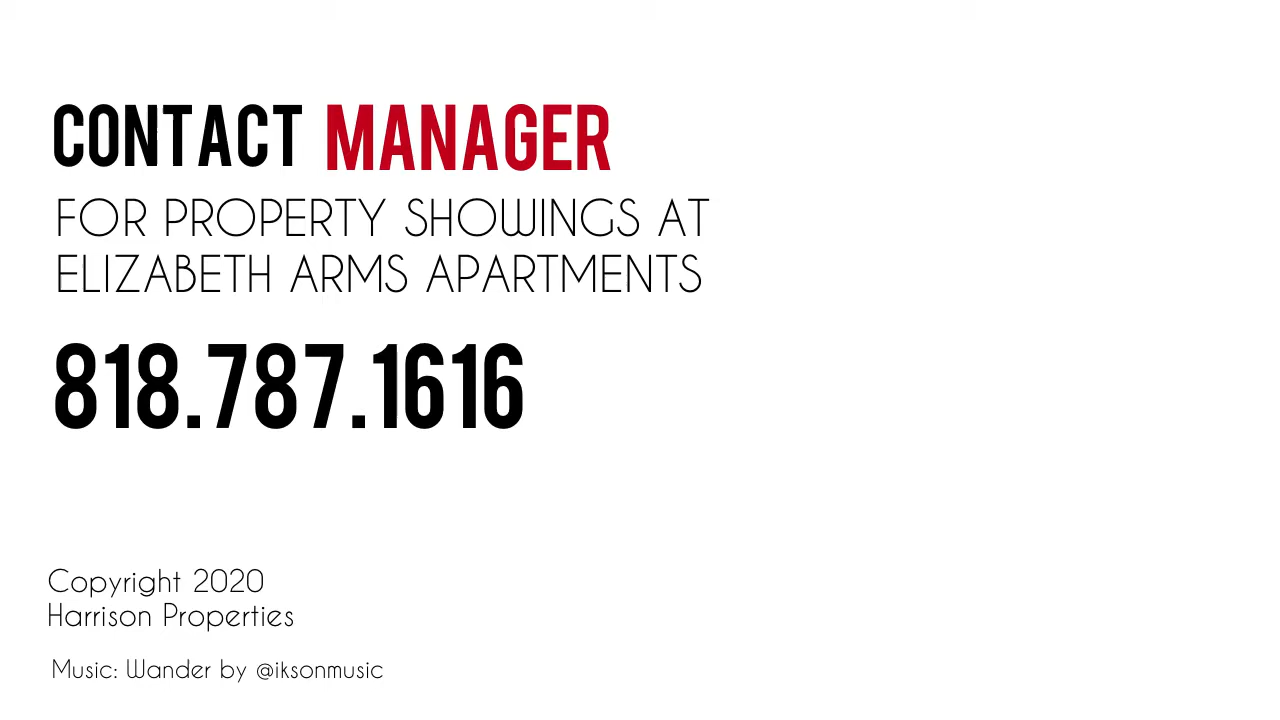 CONTACT MANAGER
FOR PROPERTY SHOWINGS AT
ELIZABETH ARMS APARTMENTS
818.787.1616
Copyright 2020
Harrison Properties
Music: Wander by @iksonmusic